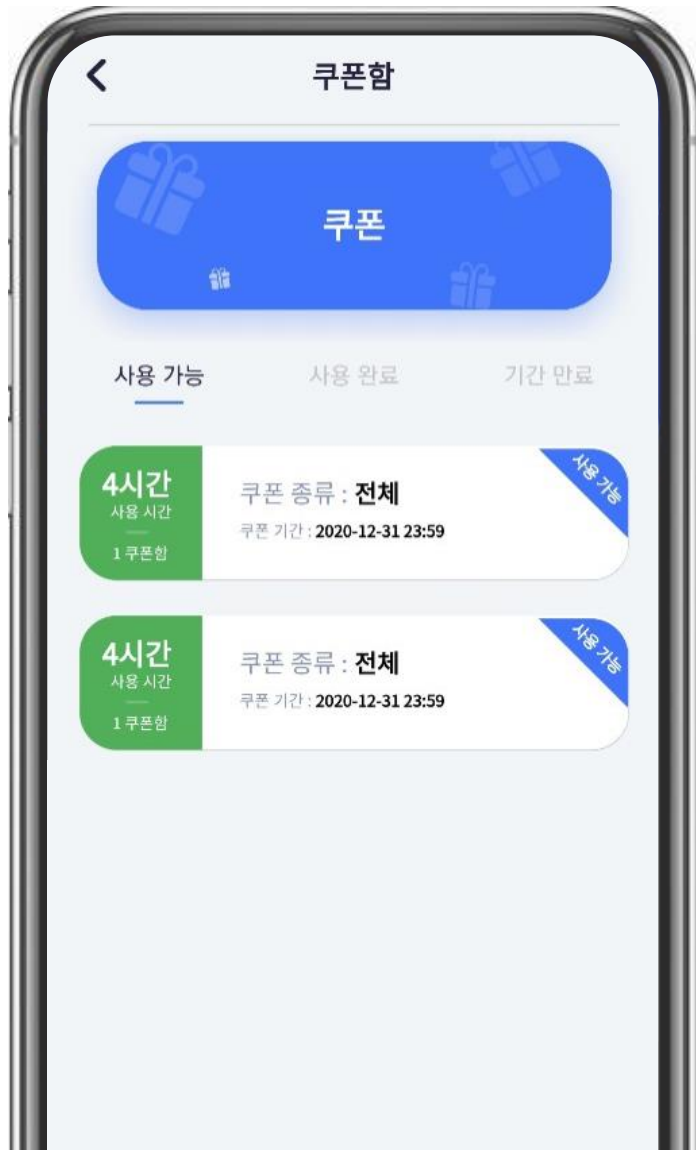 쿠폰함
쿠폰
사용 가능
사용 완료
기간 만료
4시간
사용 시간
1 쿠폰함
쿠폰 종류 : 전체
쿠폰 기간 : 2020-12-31 23:59
사용 가능
4시간
사용 시간
1 쿠폰함
쿠폰 종류 : 전체
쿠폰 기간 : 2020-12-31 23:59
사용 가능